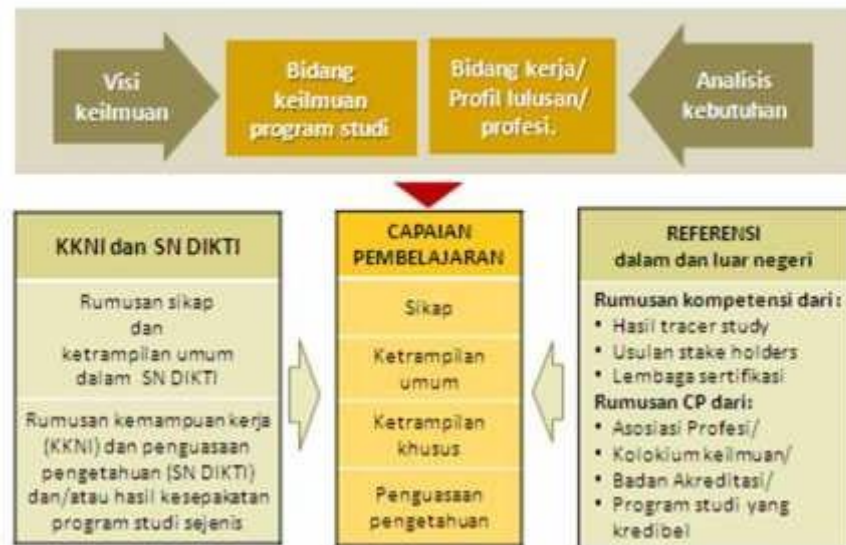 Visi
keilmuan
Bidang
keilmuan
program studi
Bidang kerja/
Profil lulusan/
profesi.
Analisis
kebutuhan
KKNI dan SN DIKTI
Rumusan sikap
dan
ketrampilan umum
dalam SN DIKTI
Rumusan kemampuan kerja
(KKNI) dan penguasaan
pengetahuan (SN DIKTI)
dan/atau hasil kesepakatan
program studi sejenis
CAPAIAN
PEMBELAJARAN
Sikap
Ketrampilan
umum
Ketrampilan
khusus
Penguasaan
pengetahuan
REFERENSI
dalam dan luar negeri
Rumusan kompetensi dari:
• Hasil tracer study
• Usulan stake holders
• Lembaga sertifikasi
Rumusan CP dari:
• Asosiasi Profesi/
• Kolokium keilmuan/
• Badan Akreditasi/
• Program studi yang
kredibel